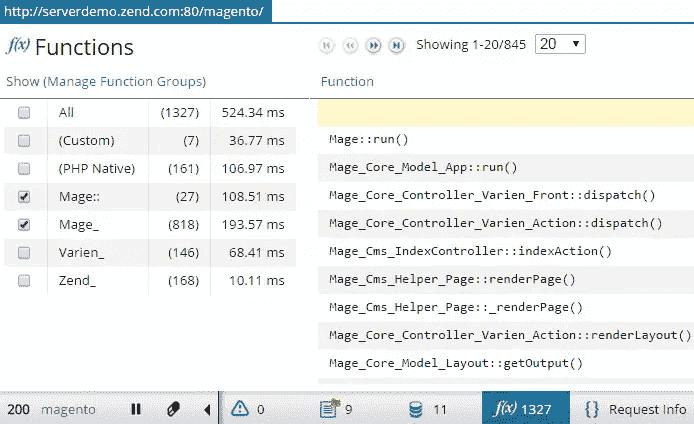 http://serverdemo.zend.com:80/magento/
f(x) Functions
Showing 1-20/845 20
Show (Manage Function Groups)
Function
All (1327) 524.34 ms
(Custom) (7) 36.77 ms
Mage::run()
(PHP Native) (161) 106.97 ms
Mage_Core_Model_App::run()
Mage:: (27) 108.51 ms
Mage_Core_Controller_Varien_Front::dispatch()
Mage_ (818) 193.57 ms
Mage_Core_Controller_Varien_Action::dispatch()
Varien_ (146) 68.41 ms
Mage_Cms_IndexController::indexAction()
Zend_ (168) 10.11 ms
Mage_Cms_Helper_Page::renderPage()
Mage_Cms_Helper_Page::_renderPage()
Mage_Core_Controller_Varien_Action::renderLayout()
Mage_Core_Model_Layout::getOutput()
200 magento 0 9 11 f(x) 1327 {} Request Info